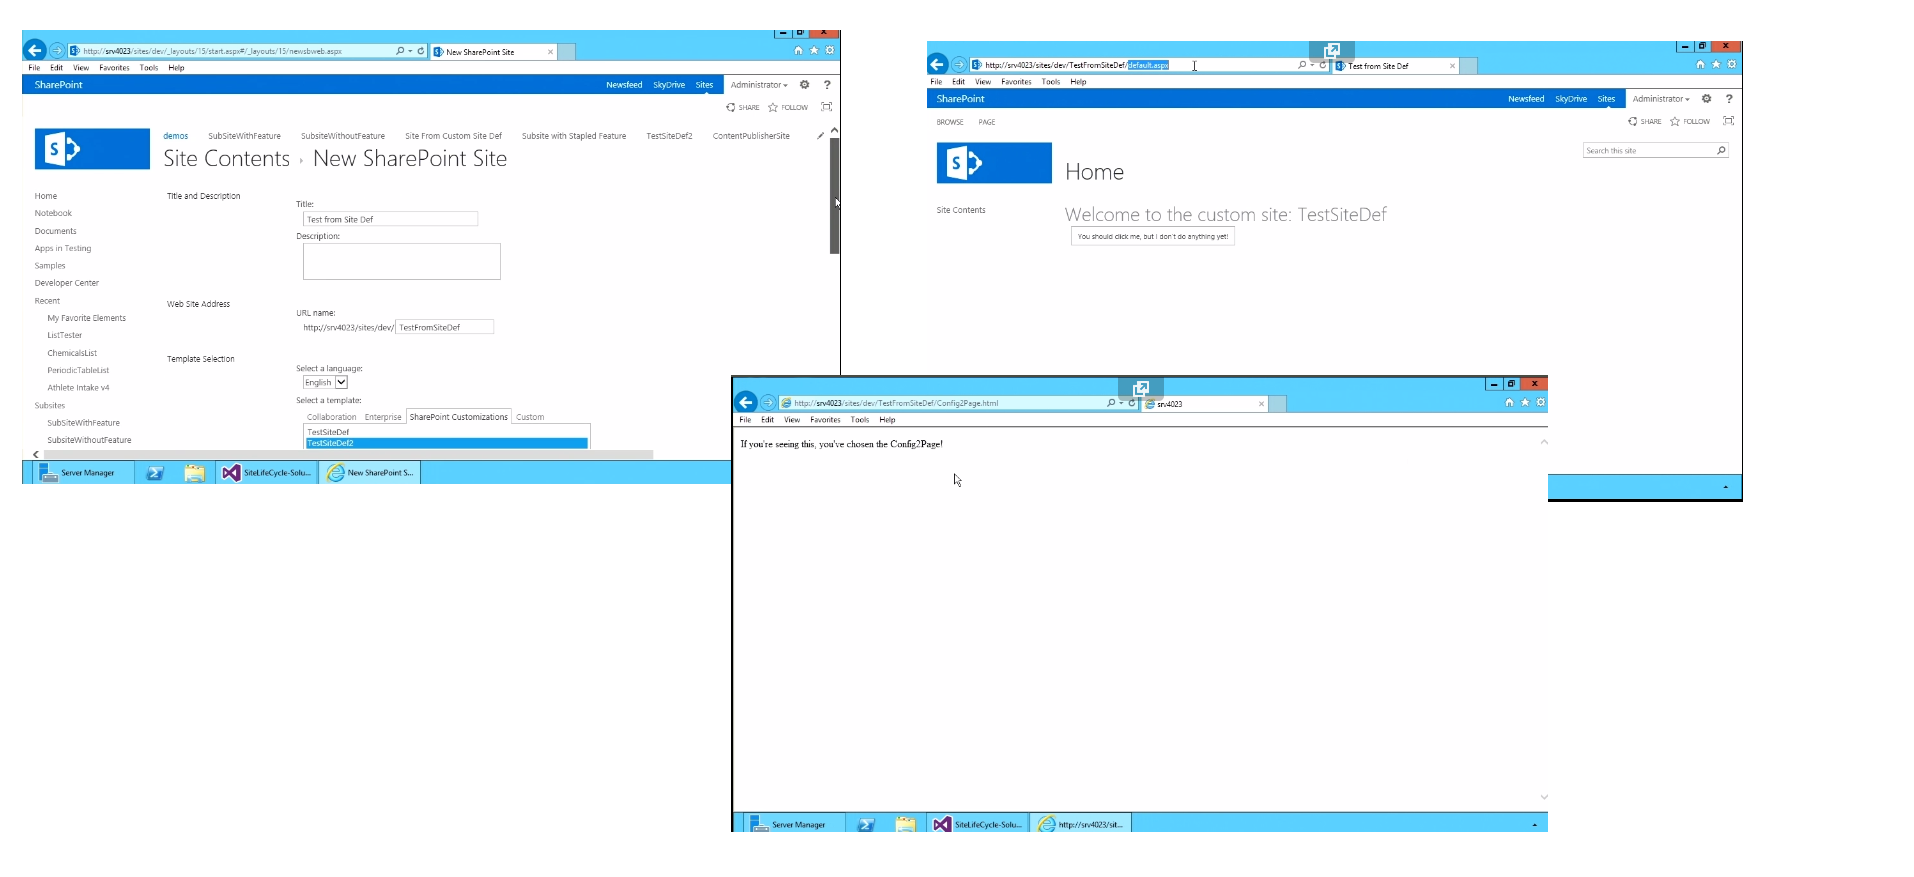 http://srv4023/sites/dev/_layouts/15/start.aspx#/_layouts/15/newsbweb.aspx
New SharePoint Site
File Edit View Favorites Tools Help
SharePoint
Newsfeed SkyDrive Sites Administrator ?
SHARE FOLLOW
demos SubSiteWithFeature SubsiteWithoutFeature Site From Custom Site Def Subsite with Stapled Feature TestSiteDef2 ContentPublisherSite
S
Site Contents › New SharePoint Site
Home
Notebook
Documents
Apps in Testing
Samples
Developer Center
Recent
My Favorite Elements
ListTester
ChemicalsList
PeriodicTableList
Athlete Intake v4
Subsites
SubSiteWithFeature
SubsiteWithoutFeature
Title and Description
Title:
Test from Site Def
Description:
Web Site Address
URL name:
http://srv4023/sites/dev/ TestFromSiteDef
Template Selection
Select a language:
English
Select a template:
Collaboration Enterprise SharePoint Customizations Custom
TestSiteDef
TestSiteDef2
Server Manager
SiteLifeCycle-Solu...
New SharePoint S...
http://srv4023/sites/dev/TestFromSiteDef/default.aspx
Test from Site Def
File Edit View Favorites Tools Help
SharePoint
Newsfeed SkyDrive Sites Administrator ?
BROWSE PAGE
SHARE FOLLOW
S
Search this site
Home
Site Contents
Welcome to the custom site: TestSiteDef
You should click me, but I don't do anything yet!
http://srv4023/sites/dev/TestFromSiteDef/Config2Page.html
srv4023
File Edit View Favorites Tools Help
If you're seeing this, you've chosen the Config2Page!
Server Manager
SiteLifeCycle-Solu...
http://srv4023/sit...